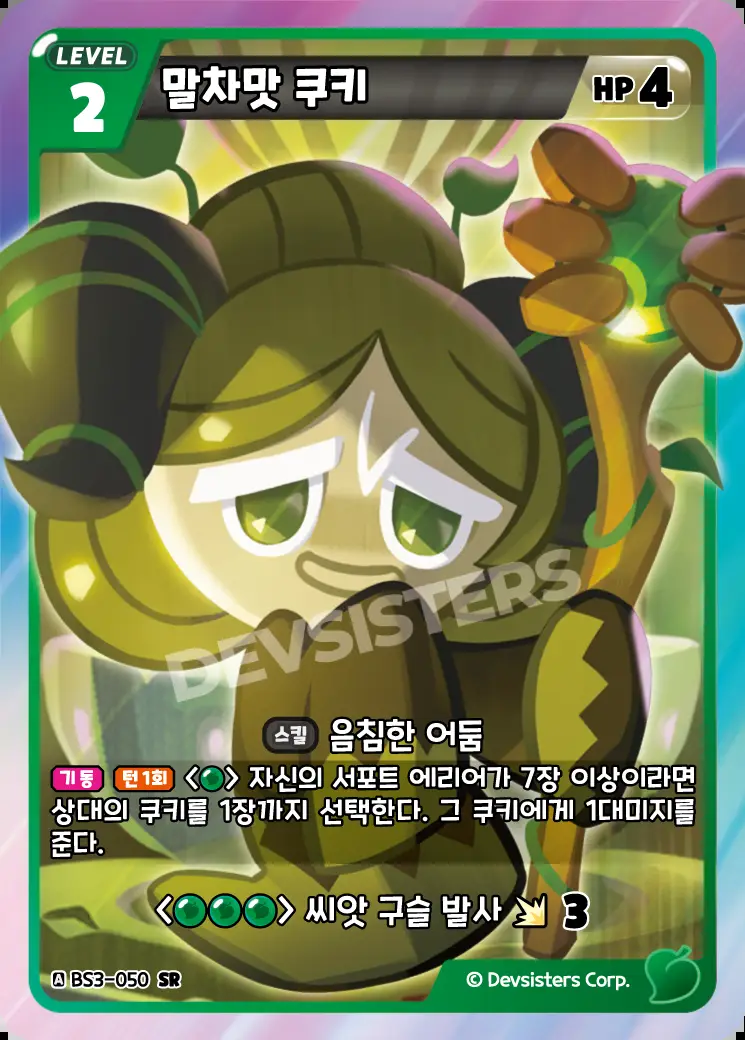 LEVEL
2
말차맛 쿠키
HP 4
DEVSISTERS
스킬 음침한 어둠
기동 턴1회 < > 자신의 서포트 에리어가 7장 이상이라면
상대의 쿠키를 1장까지 선택한다. 그 쿠키에게 1대미지를
준다.
< > 씨앗 구슬 발사 3
A BS3-050 SR
© Devsisters Corp.